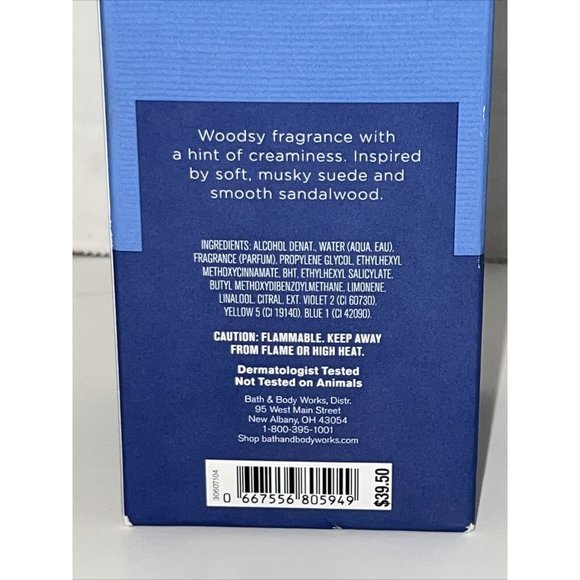 Woodsy fragrance with
a hint of creaminess. Inspired
by soft, musky suede and
smooth sandalwood.
INGREDIENTS: ALCOHOL DENAT., WATER (AQUA, EAU),
FRAGRANCE (PARFUM), PROPYLENE GLYCOL, ETHYLHEXYL
METHOXYCINNAMATE, BHT, ETHYLHEXYL SALICYLATE,
BUTYL METHOXYDIBENZOYLMETHANE, LIMONENE,
LINALOOL, CITRAL, EXT. VIOLET 2 (CI 60730),
YELLOW 5 (CI 19140), BLUE 1 (CI 42090).
CAUTION: FLAMMABLE. KEEP AWAY
FROM FLAME OR HIGH HEAT.
Dermatologist Tested
Not Tested on Animals
Bath & Body Works, Distr.
95 West Main Street
New Albany, OH 43054
1-800-395-1001
Shop bathandbodyworks.com
30607104
0 667556 805949
$39.50